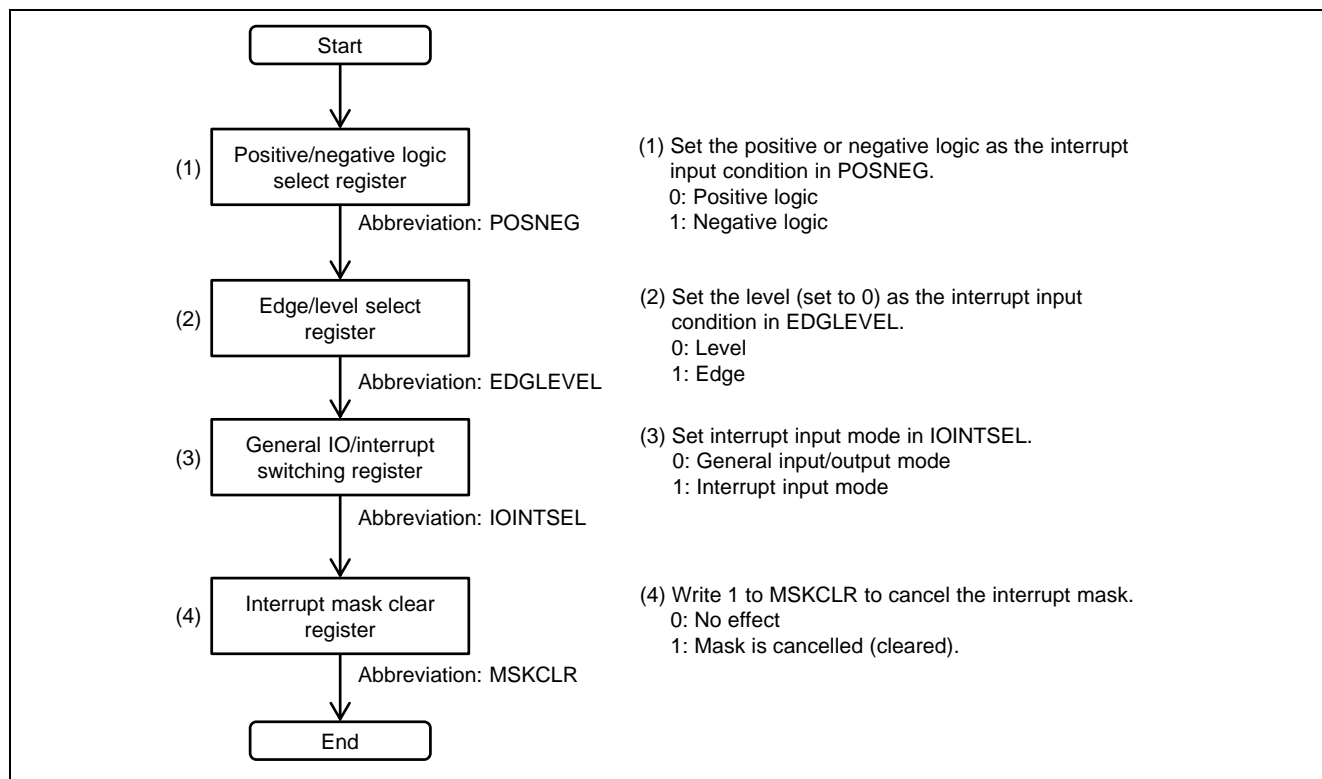 Start
(1)
Positive/negative logic
select register
Abbreviation: POSNEG
(1) Set the positive or negative logic as the interrupt
input condition in POSNEG.
0: Positive logic
1: Negative logic
(2)
Edge/level select
register
Abbreviation: EDGLEVEL
(2) Set the level (set to 0) as the interrupt input
condition in EDGLEVEL.
0: Level
1: Edge
(3)
General IO/interrupt
switching register
Abbreviation: IOINTSEL
(3) Set interrupt input mode in IOINTSEL.
0: General input/output mode
1: Interrupt input mode
(4)
Interrupt mask clear
register
Abbreviation: MSKCLR
(4) Write 1 to MSKCLR to cancel the interrupt mask.
0: No effect
1: Mask is cancelled (cleared).
End